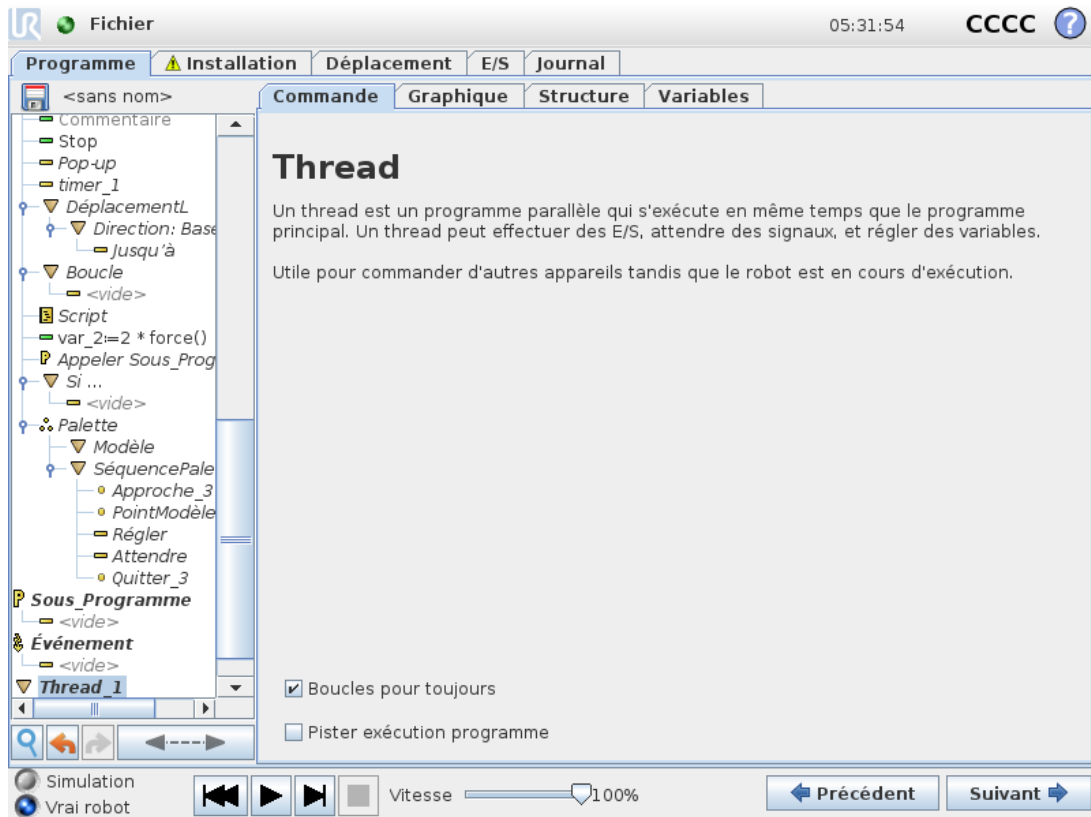 UR Fichier 05:31:54 CCCC ?
Programme Installation Déplacement E/S Journal
<sans nom>
Commande Graphique Structure Variables
Commentaire
Stop
Pop-up
timer_1
DéplacementL
Direction: Base
Jusqu'à
Boucle
<vide>
Script
var_2:=2 * force()
Appeler Sous_Prog
Si ...
<vide>
Palette
Modèle
SéquencePale
Approche_3
PointModèle
Régler
Attendre
Quitter_3
P Sous_Programme
<vide>
Événement
<vide>
Thread_1
Thread
Un thread est un programme parallèle qui s'exécute en même temps que le programme
principal. Un thread peut effectuer des E/S, attendre des signaux, et régler des variables.
Utile pour commander d'autres appareils tandis que le robot est en cours d'exécution.
Boucles pour toujours
Pister exécution programme
Simulation
Vrai robot
Vitesse 100%
Précédent Suivant